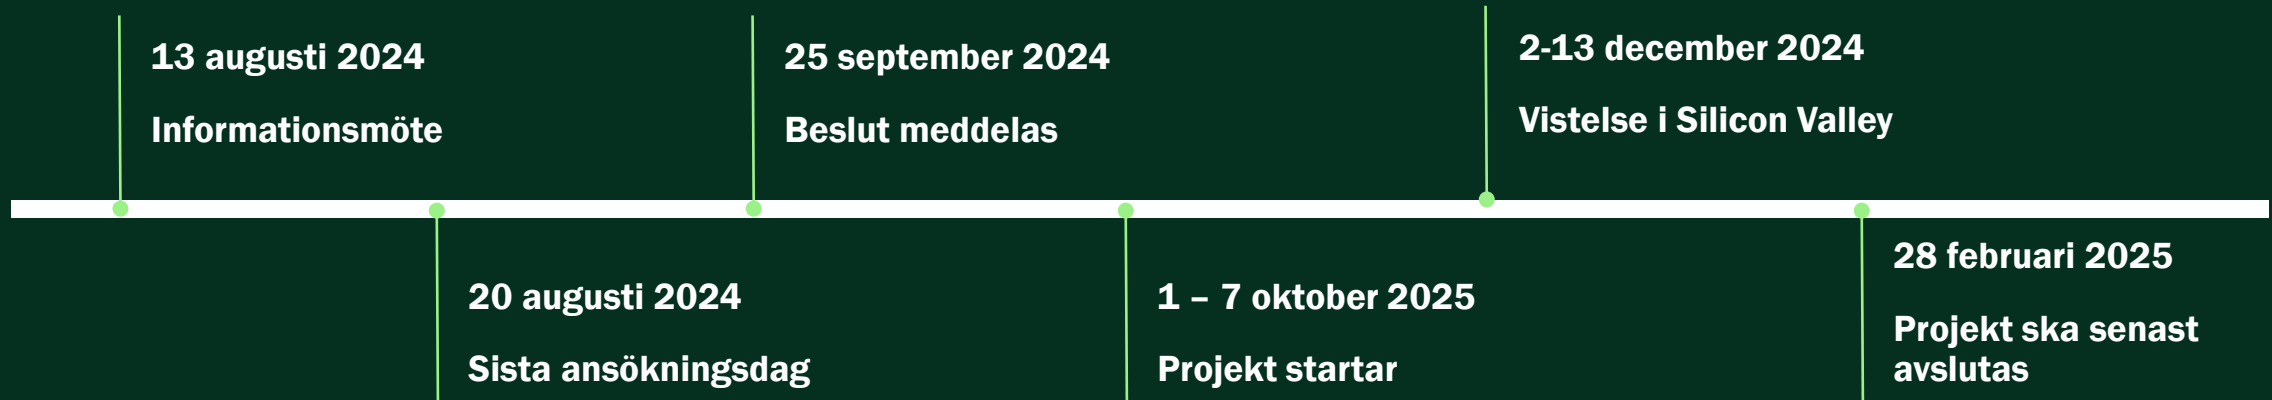 13 augusti 2024
Informationsmöte
20 augusti 2024
Sista ansökningsdag
25 september 2024
Beslut meddelas
1 – 7 oktober 2025
Projekt startar
2-13 december 2024
Vistelse i Silicon Valley
28 februari 2025
Projekt ska senast
avslutas